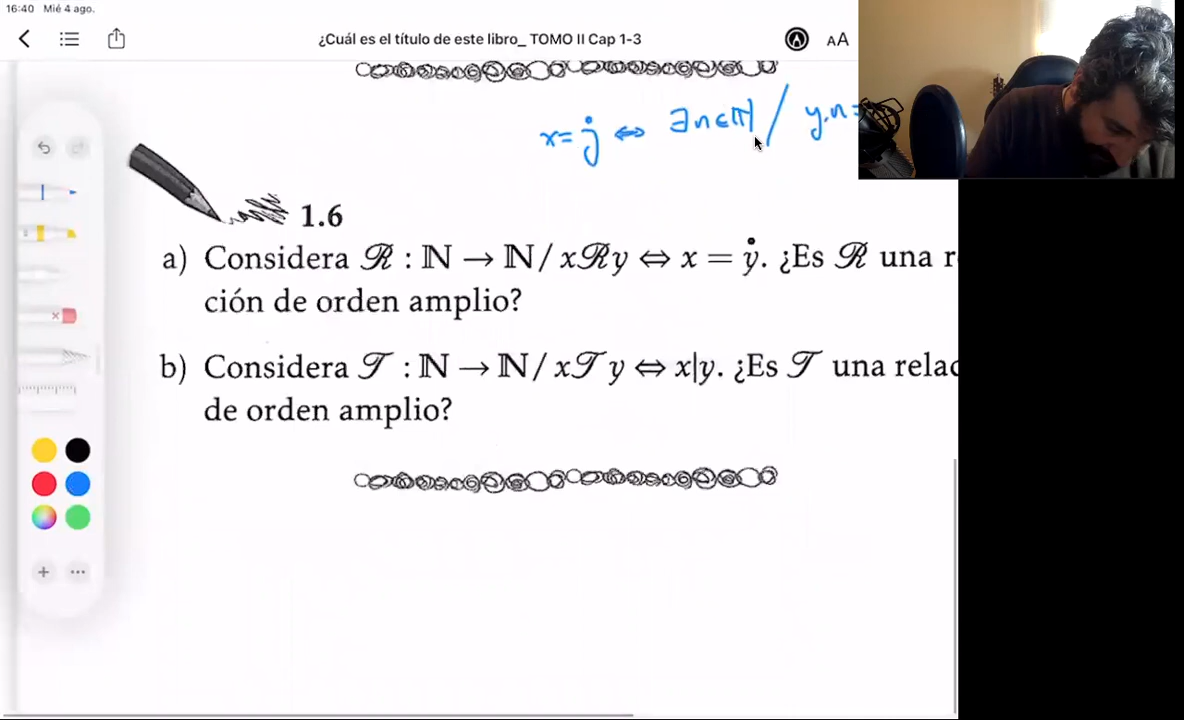 16:40 Mié 4 ago.
¿Cuál es el título de este libro_ TOMO II Cap 1-3
AA
x = ẏ ⇔ ∃ n ∈ ℕ / y.n =
1.6
a) Considera ℛ : ℕ → ℕ / xℛy ⇔ x = ẏ. ¿Es ℛ una r
ción de orden amplio?
b) Considera 𝒯 : ℕ → ℕ / x𝒯y ⇔ x|y. ¿Es 𝒯 una relac
de orden amplio?